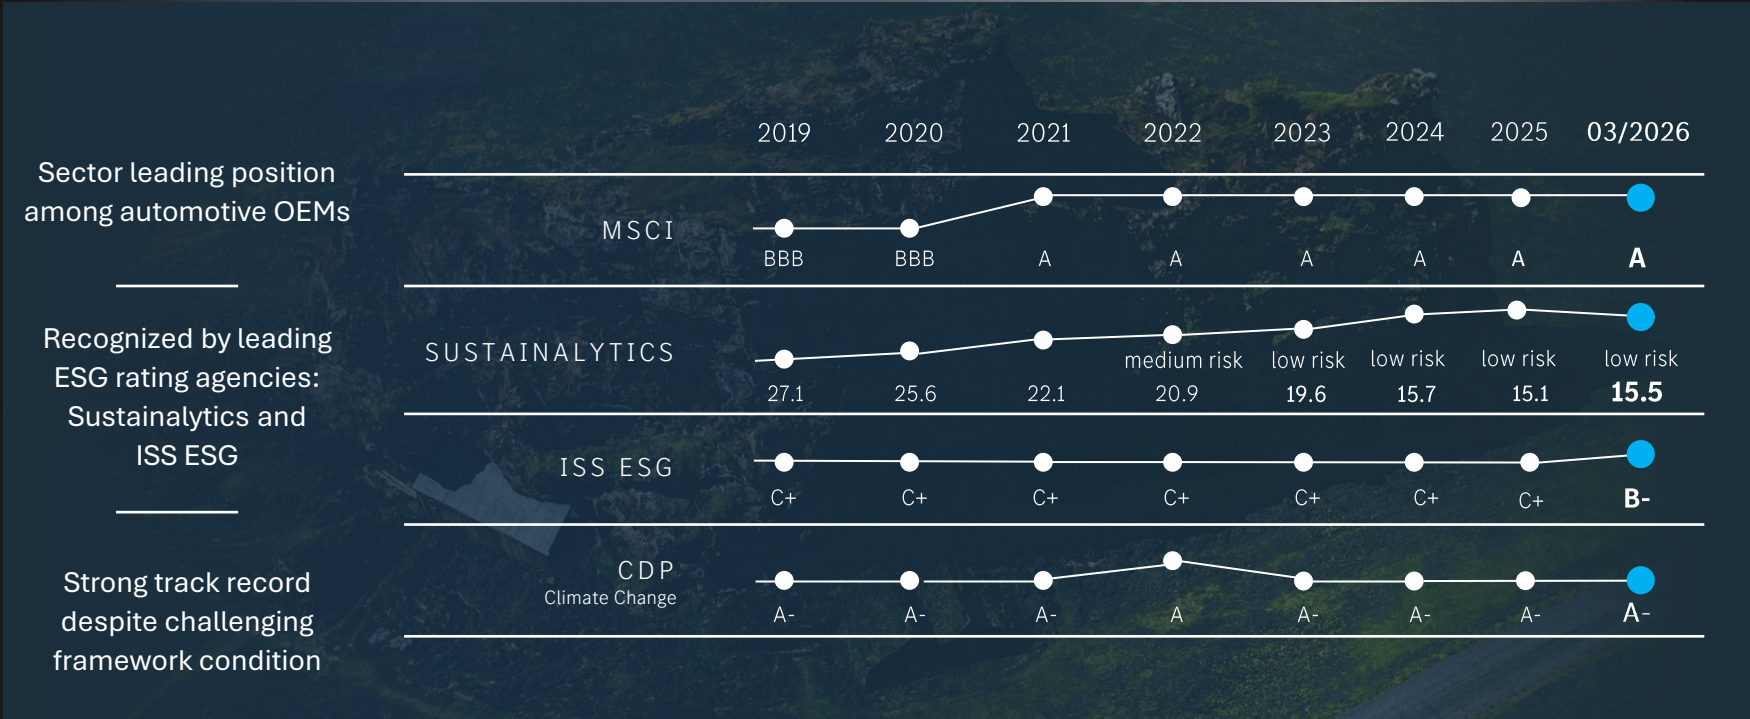 Sector leading position
among automotive OEMs
Recognized by leading
ESG rating agencies:
Sustainalytics and
ISS ESG
Strong track record
despite challenging
framework condition
2019 2020 2021 2022 2023 2024 2025 03/2026
MSCI
BBB BBB A A A A A A
SUSTAINALYTICS
medium risk low risk low risk low risk low risk
27.1 25.6 22.1 20.9 19.6 15.7 15.1 15.5
ISS ESG
C+ C+ C+ C+ C+ C+ C+ B-
CDP
Climate Change
A- A- A- A A- A- A- A-